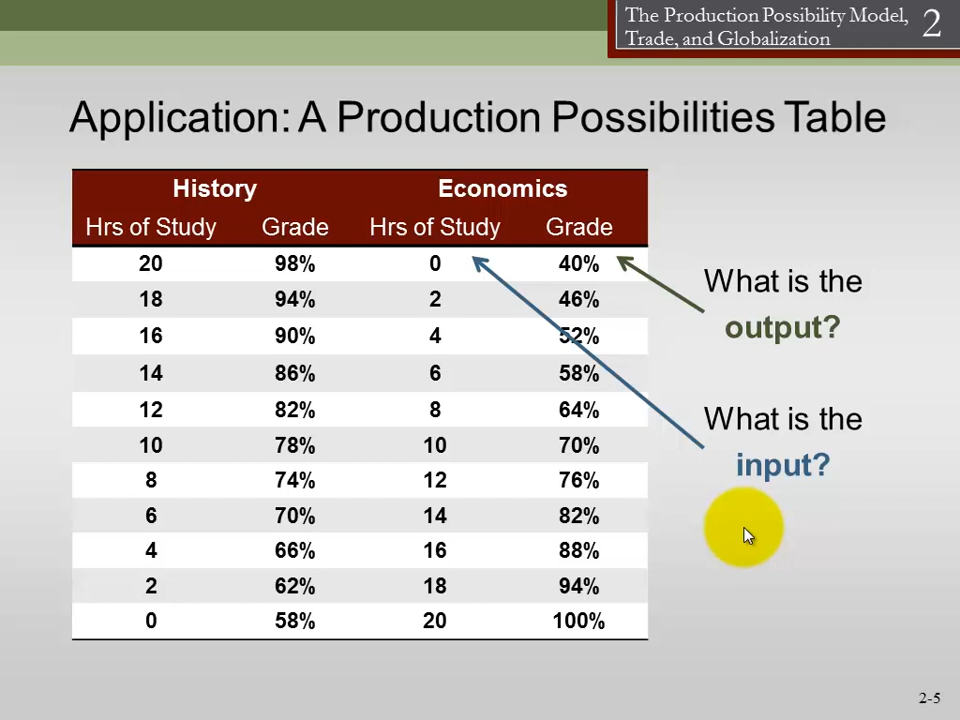 The Production Possibility Model,
Trade, and Globalization
2
Application: A Production Possibilities Table
History Economics
Hrs of Study Grade Hrs of Study Grade
20 98% 0 40%
18 94% 2 46%
16 90% 4 52%
14 86% 6 58%
12 82% 8 64%
10 78% 10 70%
8 74% 12 76%
6 70% 14 82%
4 66% 16 88%
2 62% 18 94%
0 58% 20 100%
What is the
output?
What is the
input?
2-5